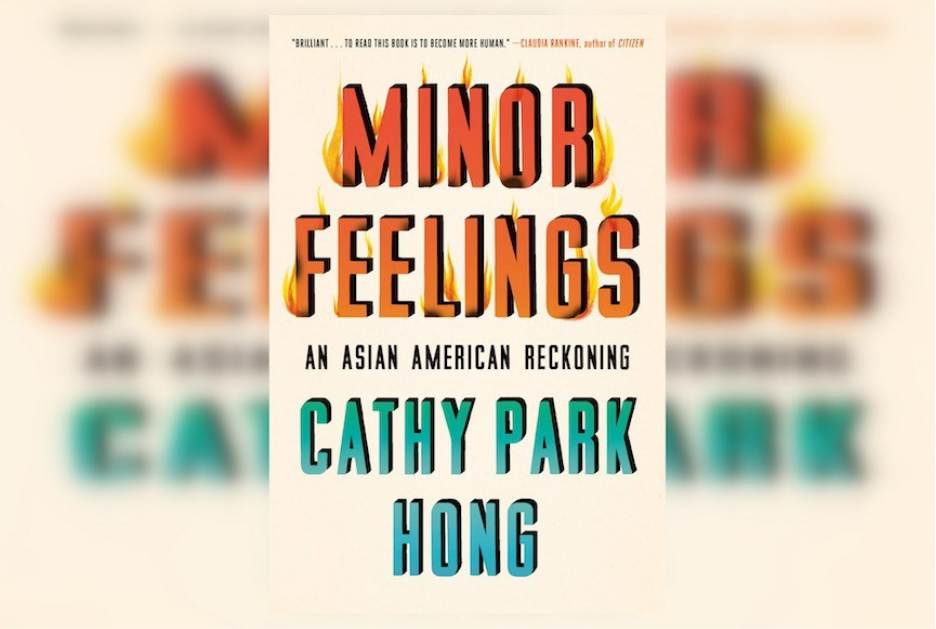 "BRILLIANT . . . TO READ THIS BOOK IS TO BECOME MORE HUMAN." —CLAUDIA RANKINE, author of CITIZEN
MINOR
FEELINGS
AN ASIAN AMERICAN RECKONING
CATHY PARK
HONG